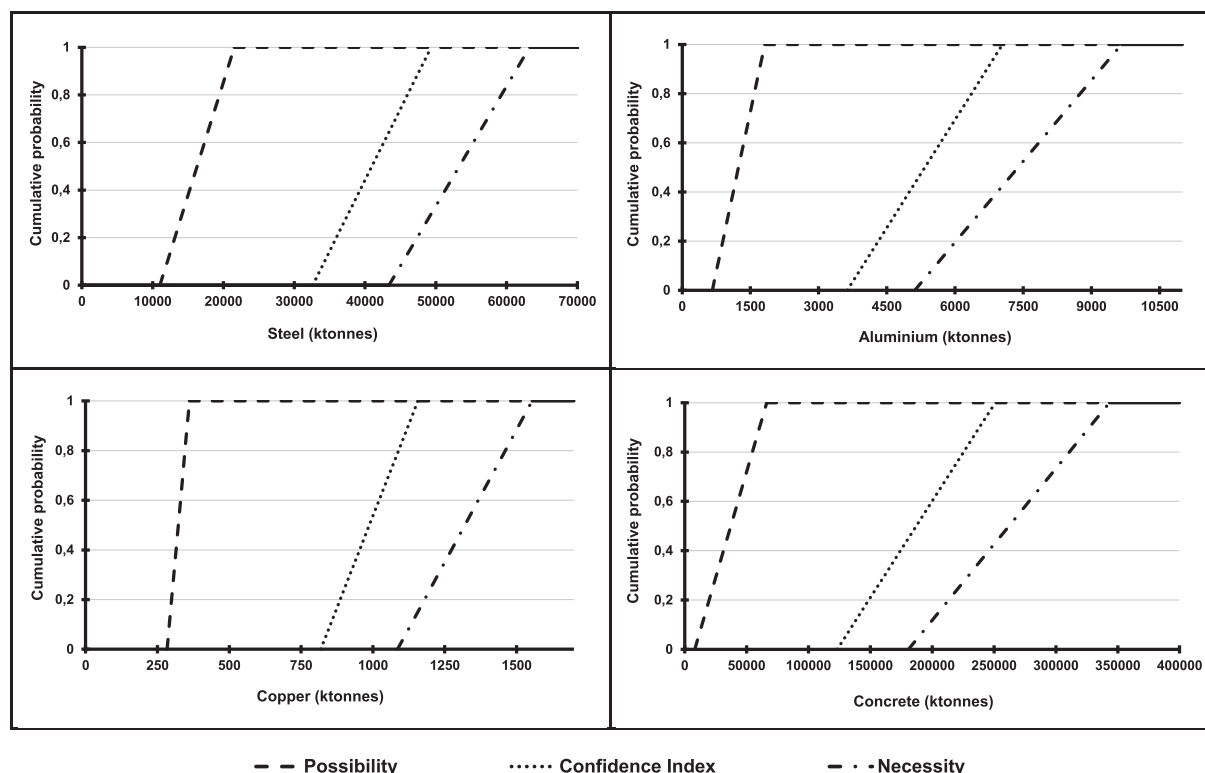 Cumulative probability
1
0,8
0,6
0,4
0,2
0
0 10000 20000 30000 40000 50000 60000 70000
Steel (ktonnes)
Cumulative probability
1
0,8
0,6
0,4
0,2
0
0 1500 3000 4500 6000 7500 9000 10500
Aluminium (ktonnes)
Cumulative probability
1
0,8
0,6
0,4
0,2
0
0 250 500 750 1000 1250 1500
Copper (ktonnes)
Cumulative probability
1
0,8
0,6
0,4
0,2
0
0 50000 100000 150000 200000 250000 300000 350000 400000
Concrete (ktonnes)
Possibility Confidence Index Necessity